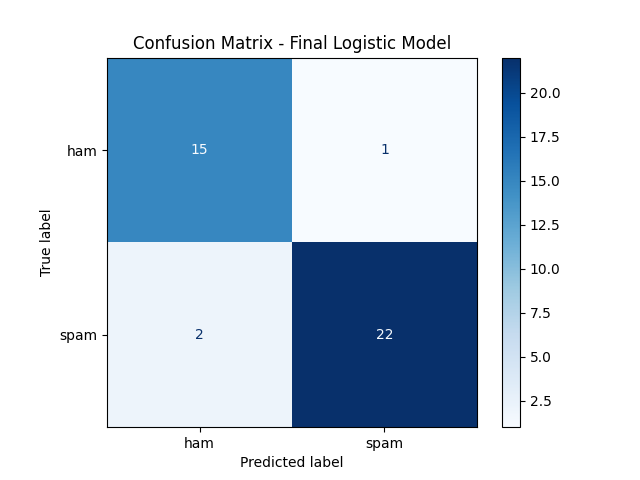 Confusion Matrix - Final Logistic Model
True label
ham
15
1
spam
2
22
ham
spam
Predicted label
20.0
17.5
15.0
12.5
10.0
7.5
5.0
2.5